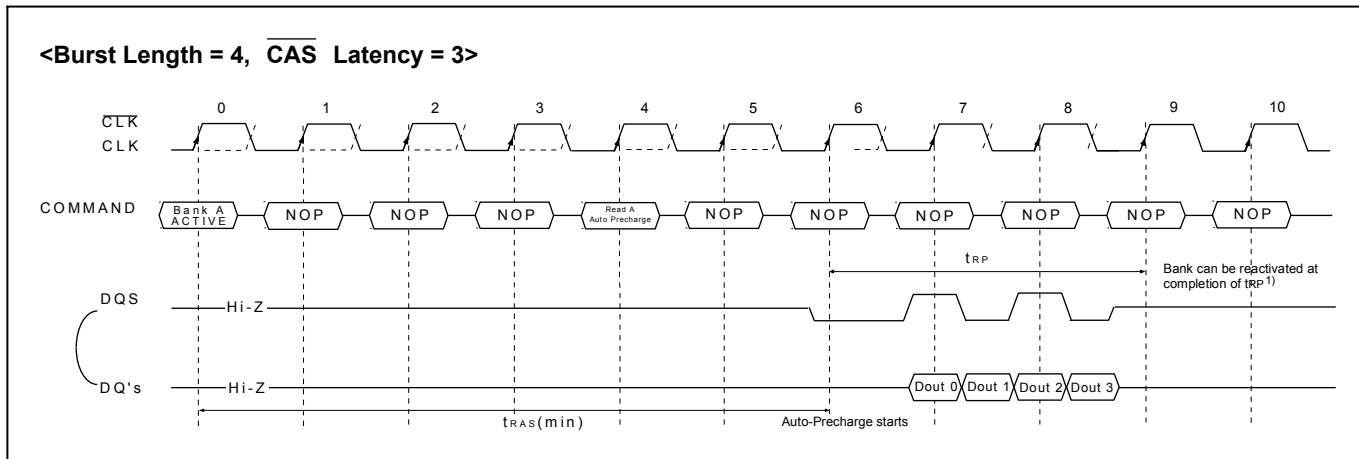 <Burst Length = 4, CAS Latency = 3>
0 1 2 3 4 5 6 7 8 9 10
CLK
CLK
COMMAND
Bank A
ACTIVE
NOP
NOP
NOP
Read A
Auto Precharge
NOP
NOP
NOP
NOP
NOP
NOP
tRP
Bank can be reactivated at
completion of tRP1)
DQS
Hi-Z
DQ's
Hi-Z
Dout 0 Dout 1 Dout 2 Dout 3
tRAS(min)
Auto-Precharge starts